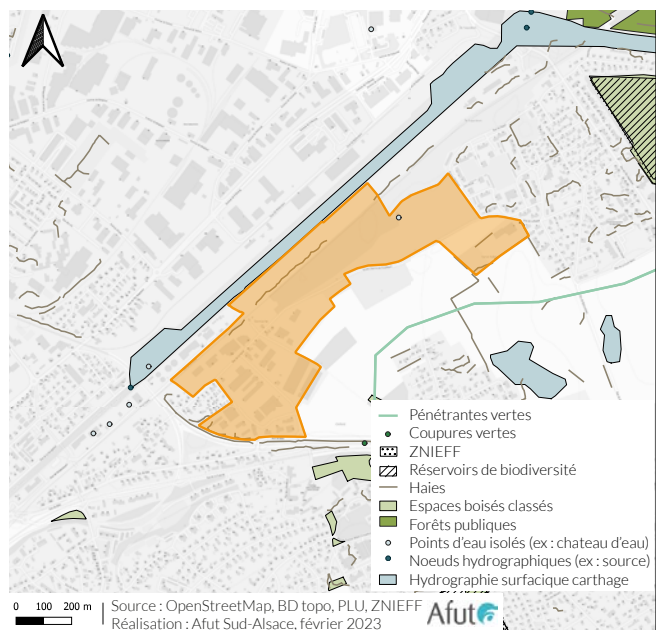 Pénétrantes vertes
Coupures vertes
ZNIEFF
Réservoirs de biodiversité
Haies
Espaces boisés classés
Forêts publiques
Points d'eau isolés (ex : chateau d'eau)
Noeuds hydrographiques (ex : source)
Hydrographie surfacique carthage
0 100 200 m
Source : OpenStreetMap, BD topo, PLU, ZNIEFF
Réalisation : Afut Sud-Alsace, février 2023
Afut